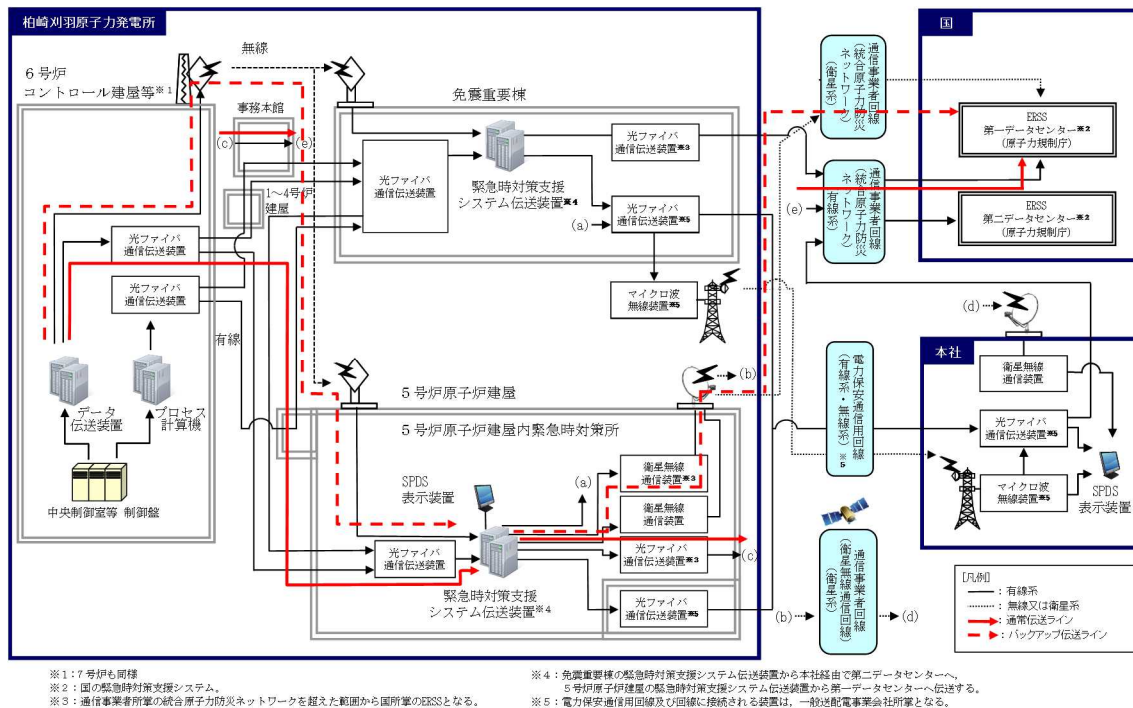 柏崎刈羽原子力発電所
６号炉
コントロール建屋等※１
無線
事務本館
(c)
(e)
1～4号炉
建屋
光ファイバ
通信伝送装置
光ファイバ
通信伝送装置
有線
データ
伝送装置
プロセス
計算機
中央制御室等 制御盤
免震重要棟
光ファイバ
通信伝送装置
緊急時対策支援
システム伝送装置※4
光ファイバ
通信伝送装置※3
(a)
光ファイバ
通信伝送装置※5
マイクロ波
無線装置※5
５号炉原子炉建屋
(b)
５号炉原子炉建屋内緊急時対策所
SPDS
表示装置
(a)
衛星無線
通信装置※3
衛星無線
通信装置
光ファイバ
通信伝送装置
光ファイバ
通信伝送装置※3
(c)
緊急時対策支援
システム伝送装置※4
光ファイバ
通信伝送装置※5
通信事業者回線
（統合原子力防災
ネットワーク）
（衛星系）
(e)
通信事業者回線
（統合原子力防災
ネットワーク）
有線系）
電力保安通信用回線
（有線系・無線系）
※5
通信事業者回線
（衛星無線通信回線）
（衛星系）
(b)
(d)
国
ERSS
第一データセンター※2
(原子力規制庁)
ERSS
第二データセンター※2
(原子力規制庁)
(d)
本社
衛星無線
通信装置
光ファイバ
通信伝送装置※5
マイクロ波
無線装置※5
SPDS
表示装置
[凡例]
：有線系
：無線又は衛星系
：通常伝送ライン
：バックアップ伝送ライン
※１：７号炉も同様
※２：国の緊急時対策支援システム。
※３：通信事業者所掌の統合原子力防災ネットワークを超えた範囲から国所掌のERSSとなる。
※４：免震重要棟の緊急時対策支援システム伝送装置から本社経由で第二データセンターへ，
５号炉原子炉建屋の緊急時対策支援システム伝送装置から第一データセンターへ伝送する。
※５：電力保安通信用回線及び回線に接続される装置は，一般送配電事業会社所掌となる。